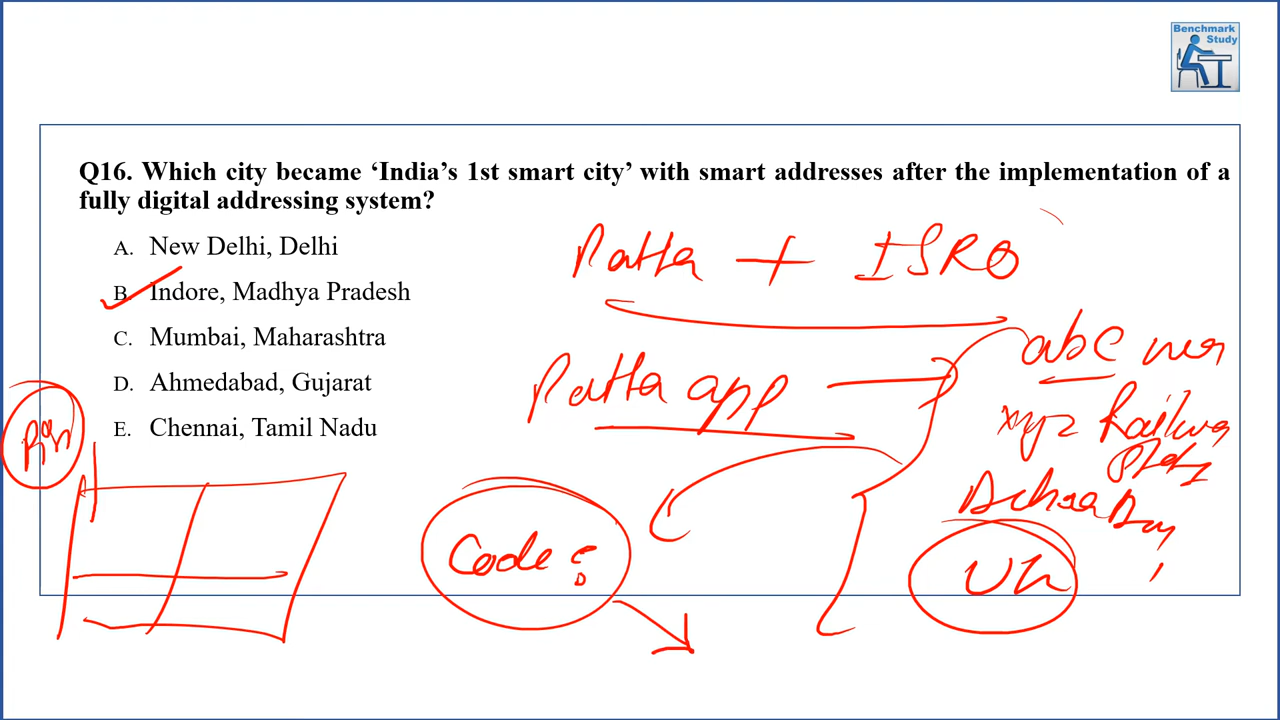 Benchmark
Study
Q16. Which city became ‘India’s 1st smart city’ with smart addresses after the implementation of a
fully digital addressing system?
A. New Delhi, Delhi
B. Indore, Madhya Pradesh
C. Mumbai, Maharashtra
D. Ahmedabad, Gujarat
E. Chennai, Tamil Nadu
Patta + ISRO
abc
Patta app
xyz Railway
Code